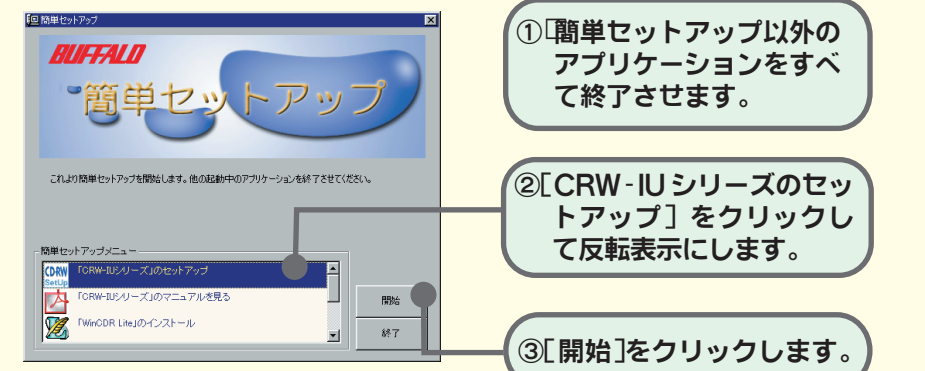 簡単セットアップ
BUFFALO
簡単セットアップ
これより簡単セットアップを開始します。他の起動中のアプリケーションを終了させてください。
簡単セットアップメニュー
CDRW
SetUp
「CRW-IUシリーズ」のセットアップ
「CRW-IUシリーズ」のマニュアルを見る
「WinCDR Lite」のインストール
開始
終了
①「簡単セットアップ以外の
アプリケーションをすべ
て終了させます。
②[CRW-IUシリーズのセッ
トアップ]をクリックし
て反転表示にします。
③[開始]をクリックします。